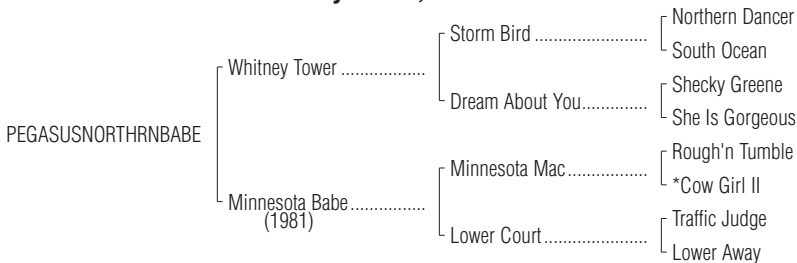 Northern Dancer
Storm Bird ........................
South Ocean
Whitney Tower ..................
Shecky Greene
Dream About You..............
She Is Gorgeous
PEGASUSNORTHRNBABE
Rough'n Tumble
Minnesota Mac.................
*Cow Girl II
Minnesota Babe................
(1981)
Traffic Judge
Lower Court......................
Lower Away